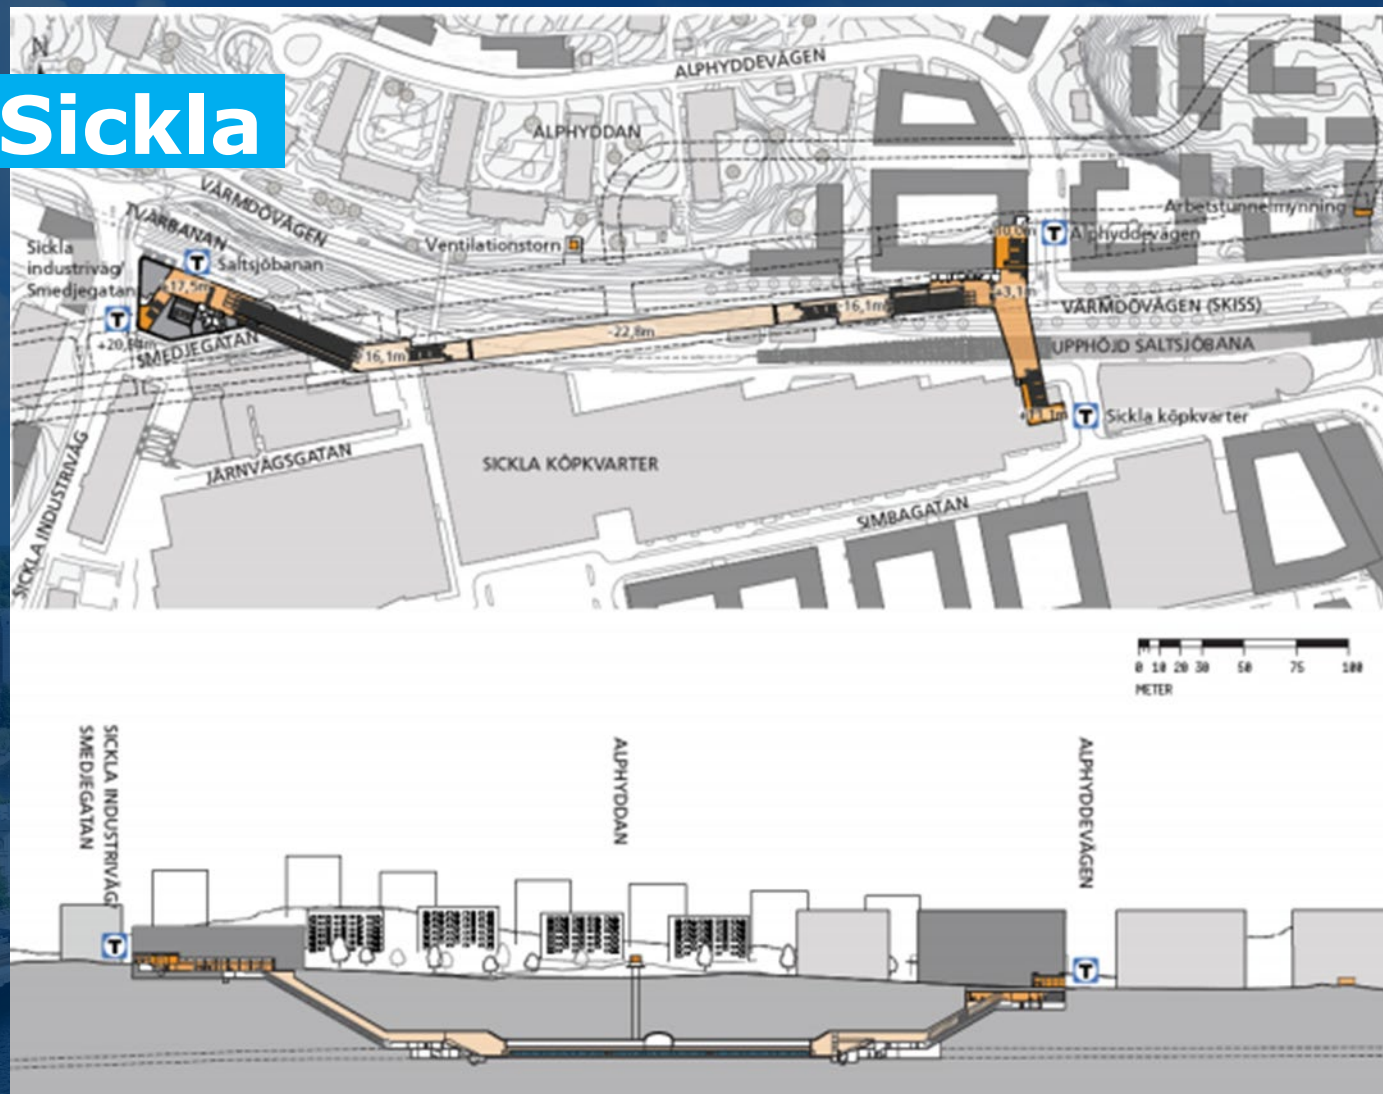 N
Sickla
ALPHYDDEVÄGEN
ALPHYDDAN
VÄRMDÖVÄGEN
TVÄRBANAN
Sickla
industriväg/
Smedjegatan
T
Saltsjöbanan
Ventilationstorn
Arbetstunnelmynning
T
Alphyddevägen
+17,5m
T
SMEDJEGATAN
-16,1m
-22,8m
-16,1m
+3,1m
VÄRMDÖVÄGEN (SKISS)
UPPHÖJD SALTSJÖBANA
+11,1m
T
Sickla köpkvarter
JÄRNVÄGSGATAN
SICKLA KÖPKVARTER
SIMBAGATAN
SICKLA INDUSTRIVÄG
0 10 20 30 50 75 100
METER
SICKLA INDUSTRIVÄG/
SMEDJEGATAN
ALPHYDDAN
ALPHYDDEVÄGEN
T
T